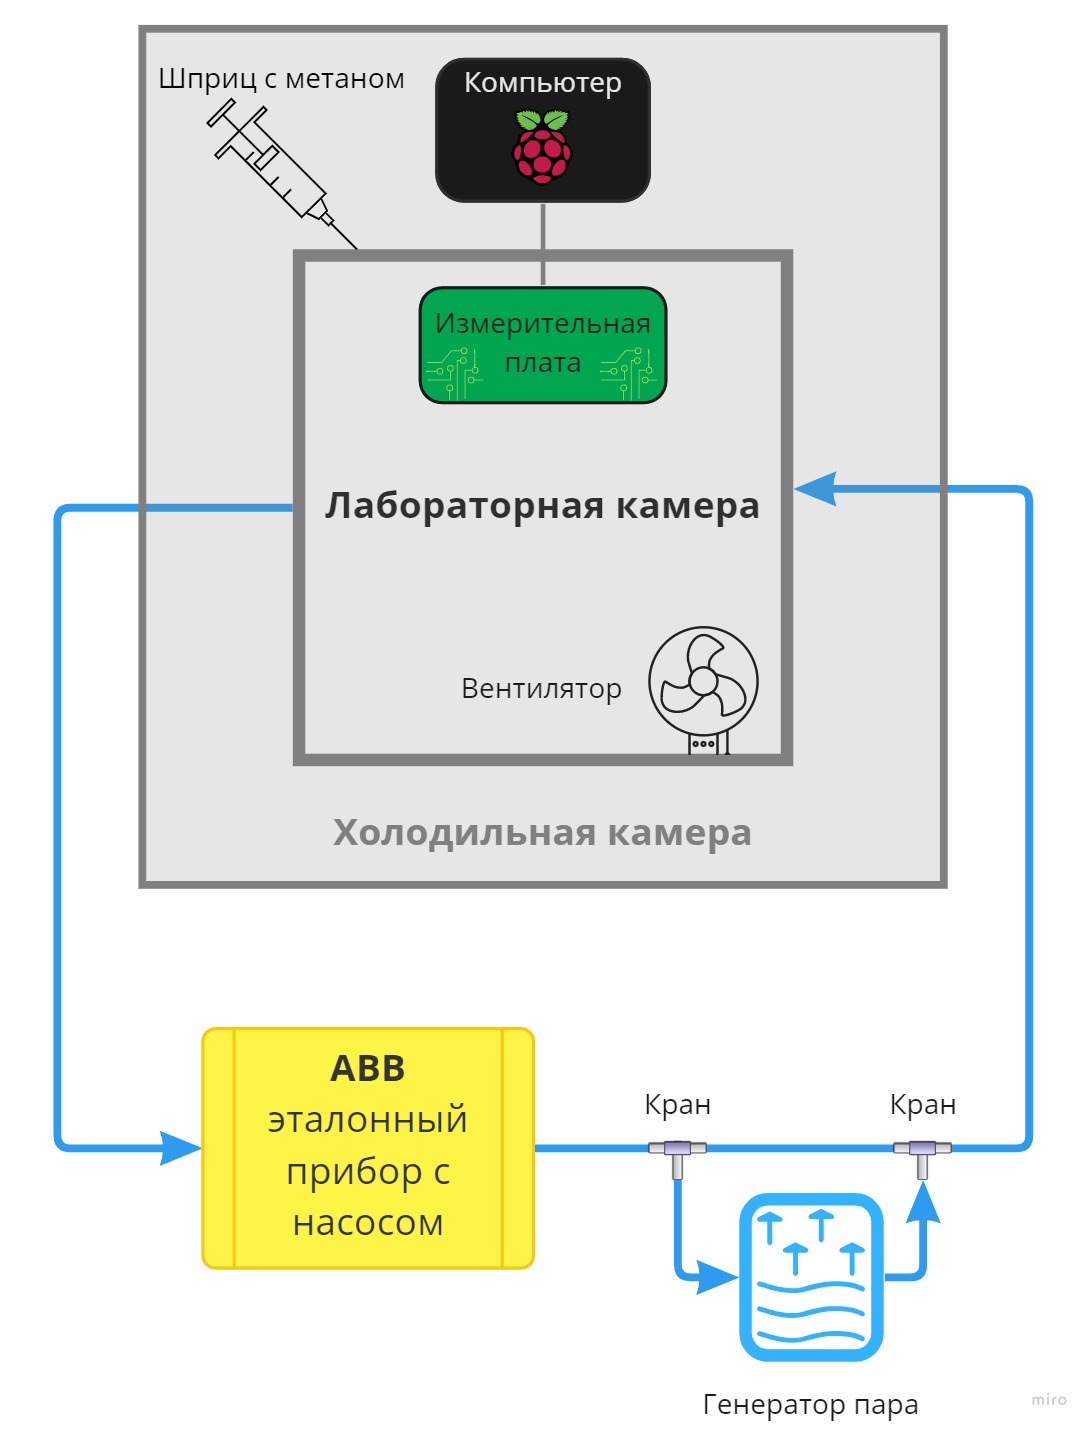 Шприц с метаном
Компьютер
Измерительная
плата
Лабораторная камера
Вентилятор
Холодильная камера
ABB
эталонный
прибор с
насосом
Кран
Кран
Генератор пара
miro